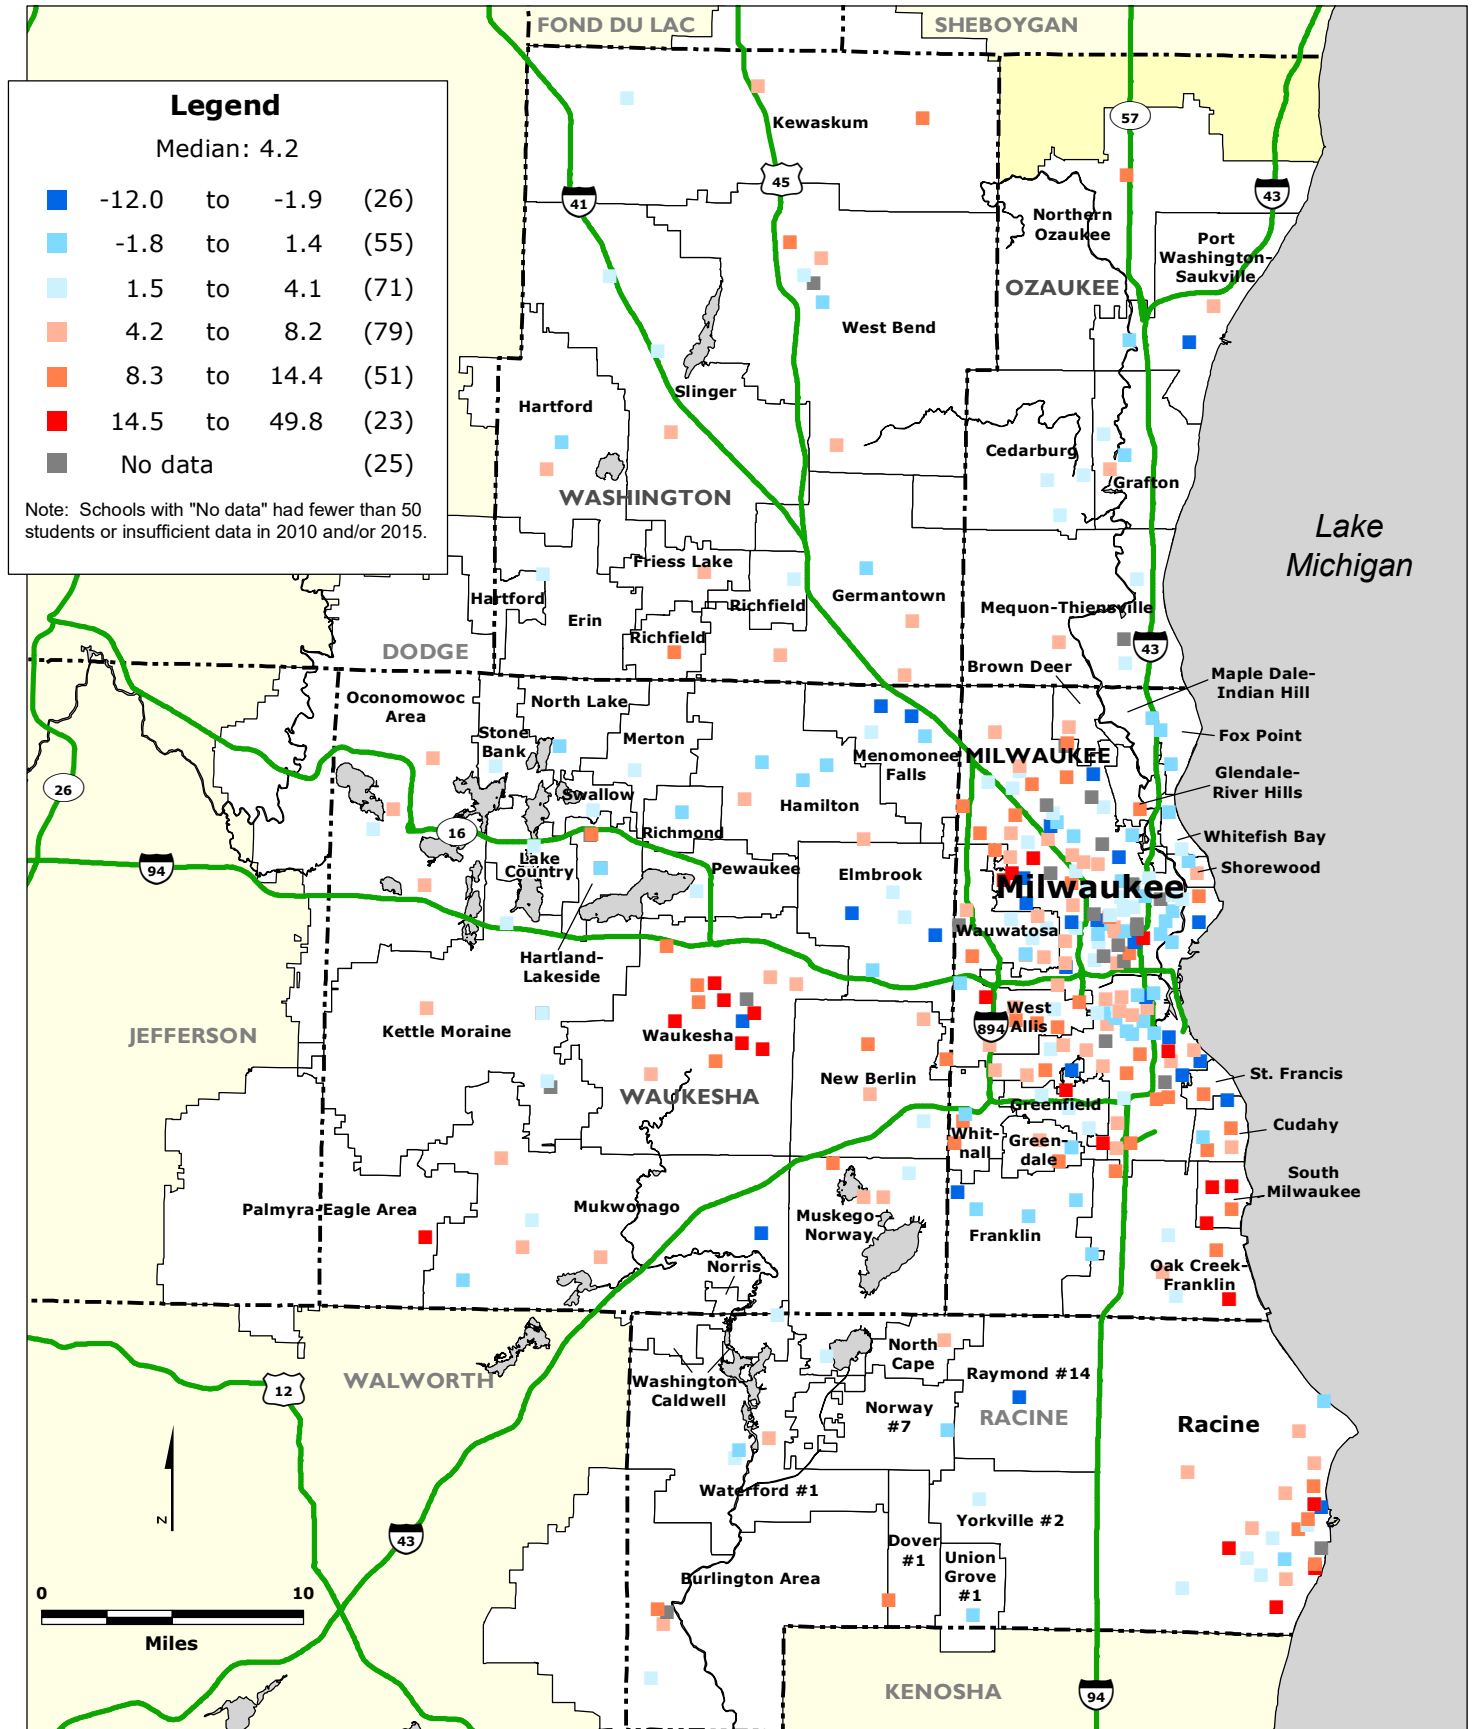 FOND DU LAC
SHEBOYGAN
Legend
Median: 4.2
-12.0 to -1.9 (26)
-1.8 to 1.4 (55)
1.5 to 4.1 (71)
4.2 to 8.2 (79)
8.3 to 14.4 (51)
14.5 to 49.8 (23)
No data (25)
Note: Schools with "No data" had fewer than 50
students or insufficient data in 2010 and/or 2015.
Kewaskum
57
45
41
43
Northern
Ozaukee
Port
Washington-
Saukville
OZAUKEE
West Bend
Slinger
Hartford
Cedarburg
Grafton
WASHINGTON
Lake
Michigan
Friess Lake
Hartford
Richfield
Germantown
Erin
Richfield
Mequon-Thiensville
DODGE
43
Brown Deer
Maple Dale-
Indian Hill
Oconomowoc
Area
North Lake
Stone
Bank
Merton
Menomonee
Falls
MILWAUKEE
Fox Point
Glendale-
River Hills
26
Swallow
Hamilton
16
Richmond
Whitefish Bay
94
Lake
Country
Pewaukee
Elmbrook
Shorewood
Milwaukee
Wauwatosa
Hartland-
Lakeside
JEFFERSON
Kettle Moraine
Waukesha
West
Allis
894
New Berlin
St. Francis
WAUKESHA
Greenfield
Cudahy
Whit-
nall
Green-
dale
South
Milwaukee
Palmyra-Eagle Area
Mukwonago
Muskego-
Norway
Franklin
Norris
Oak Creek-
Franklin
12
WALWORTH
Washington-
Caldwell
North
Cape
Raymond #14
Norway
#7
RACINE
Racine
Waterford #1
Yorkville #2
N
43
Dover
#1
Union
Grove
#1
Burlington Area
0 10
Miles
KENOSHA
94